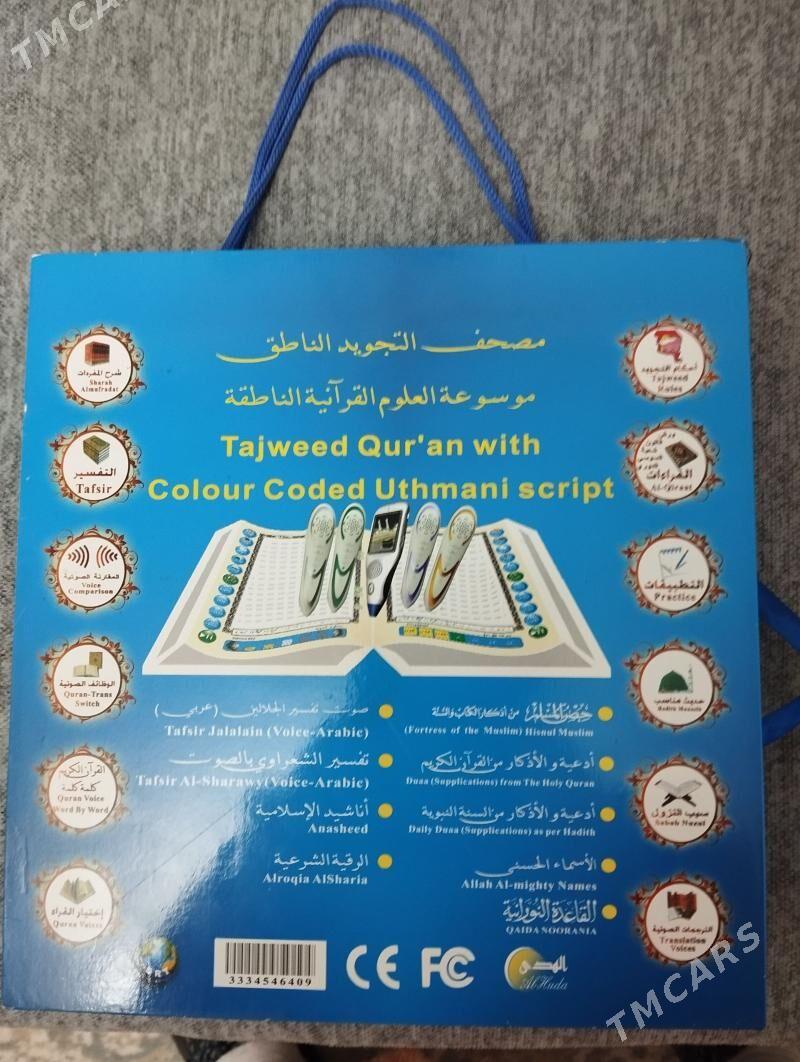 TMCARS
مصحف التجويد الناطق
موسوعة العلوم القرآنية الناطقة
Tajweed Qur'an with
Colour Coded Uthmani script
شرح المفردات
Sharah
Almufradat
التفسير
Tafsir
المقارنة الصوتية
Voice
Comparison
الوظائف الصوتية
Quran-Trans
Switch
القرآن الكريم
كلمة كلمة
Quran Voice
Word By Word
إختيار القراء
Quran Voices
أحكام التجويد
Tajweed
Rules
ورش
قالون
القراءات
Al-Qiraat
التطبيقات
Practice
حديث مناسب
سبب النزول
Sabab Nuzul
الترجمات الصوتية
Translation
Voices
حصن المسلم من أذكار الكتاب والسنة
(Fortress of the Muslim) Hisnul Muslim
أدعية والأذكار من القرآن الكريم
Duaa (Supplications) from The Holy Quran
أدعية و الأذكار من السنة النبوية
Daily Duaa (Supplications) as per Hadith
الأسماء الحسنى
Allah Al-mighty Names
القاعدة النورانية
QAIDA NOORANIA
صوت تفسير الجلالين (عربي)
Tafsir Jalalain (Voice-Arabic)
تفسير الشعراوي بالصوت
Tafsir Al-Sharawy(Voice-Arabic)
أناشيد الإسلامية
Anasheed
الرقية الشرعية
Alroqia AlSharia
3334546409
CE FC
الهدى
Al Huda
TMCARS